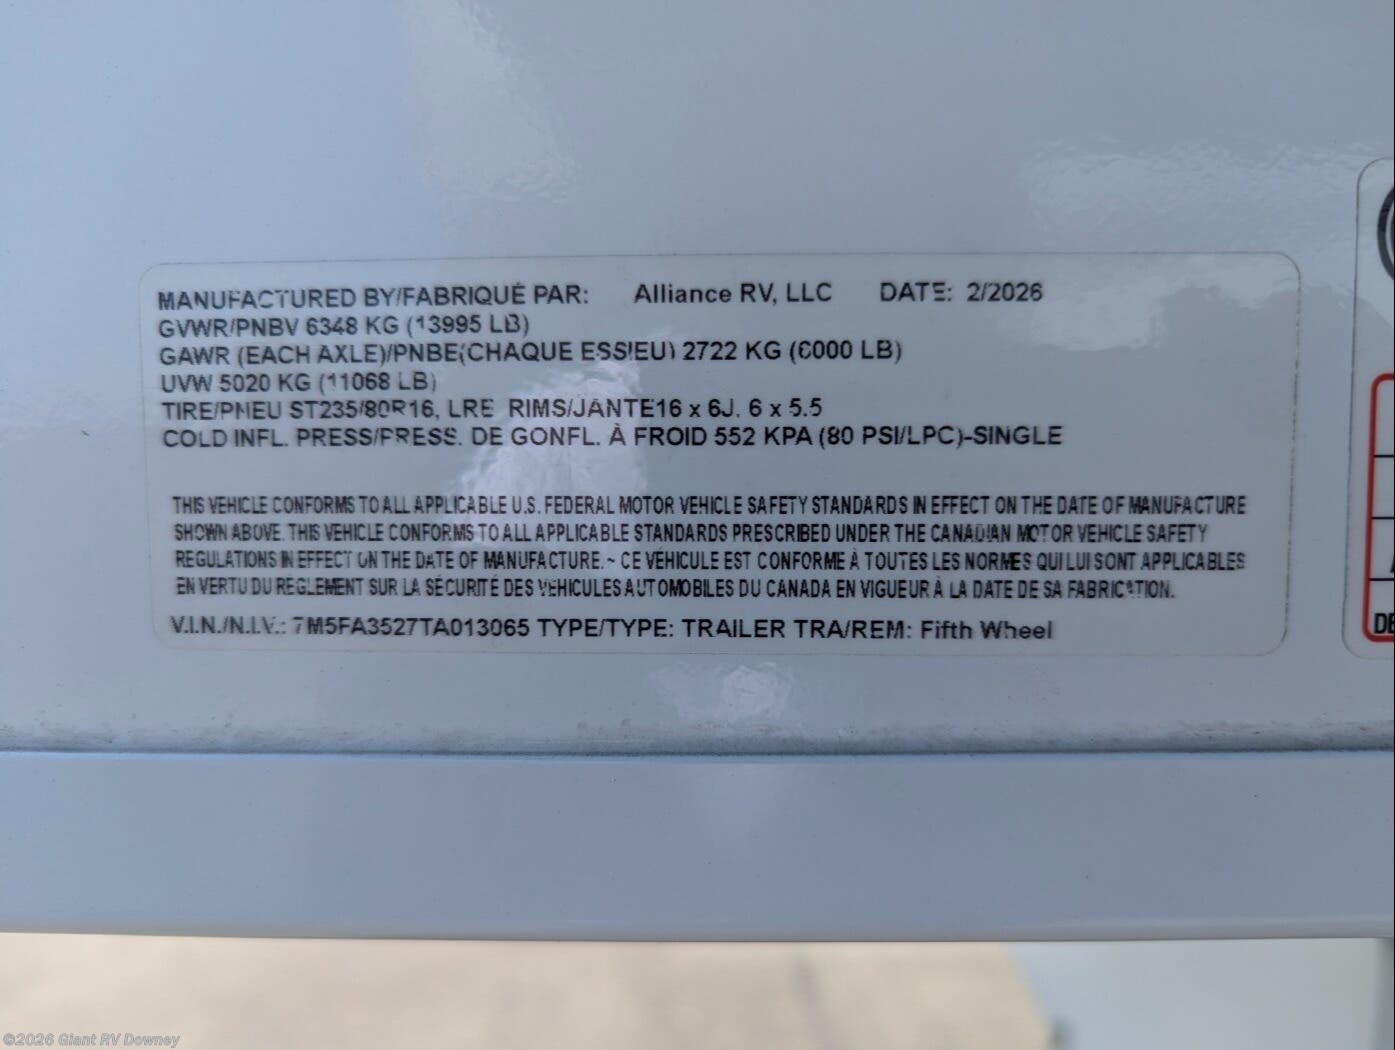 MANUFACTURED BY/FABRIQUÉ PAR: Alliance RV, LLC DATE: 2/2026
GVWR/PNBV 6348 KG (13995 LB)
GAWR (EACH AXLE)/PNBE(CHAQUE ESSIEU) 2722 KG (6000 LB)
UVW 5020 KG (11068 LB)
TIRE/PNEU ST235/80R16, LRE RIMS/JANTE16 x 6J, 6 x 5.5
COLD INFL. PRESS/PRESS. DE GONFL. À FROID 552 KPA (80 PSI/LPC)-SINGLE
THIS VEHICLE CONFORMS TO ALL APPLICABLE U.S. FEDERAL MOTOR VEHICLE SAFETY STANDARDS IN EFFECT ON THE DATE OF MANUFACTURE
SHOWN ABOVE. THIS VEHICLE CONFORMS TO ALL APPLICABLE STANDARDS PRESCRIBED UNDER THE CANADIAN MOTOR VEHICLE SAFETY
REGULATIONS IN EFFECT ON THE DATE OF MANUFACTURE. ~ CE VÉHICULE EST CONFORME À TOUTES LES NORMES QUI LUI SONT APPLICABLES
EN VERTU DU REGLEMENT SUR LA SÉCURITÉ DES VÉHICULES AUTOMOBILES DU CANADA EN VIGUEUR À LA DATE DE SA FABRICATION.
V.I.N./N.I.V.: 7M5FA3527TA013065 TYPE/TYPE: TRAILER TRA/REM: Fifth Wheel
DE
©2026 Giant RV Downey